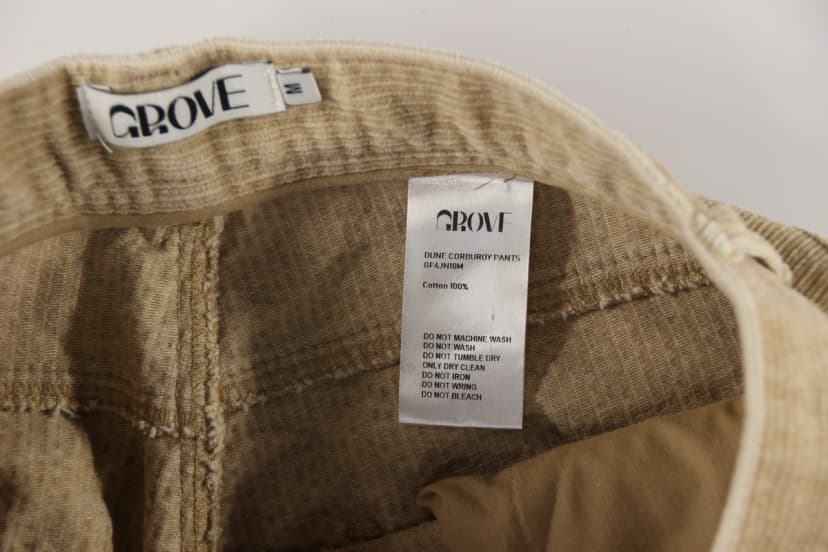 GROVE
M
GROVE
DUNE CORDUROY PANTS
GF4JN18M
Cotton 100%
DO NOT MACHINE WASH
DO NOT WASH
DO NOT TUMBLE DRY
ONLY DRY CLEAN
DO NOT IRON
DO NOT WRING
DO NOT BLEACH